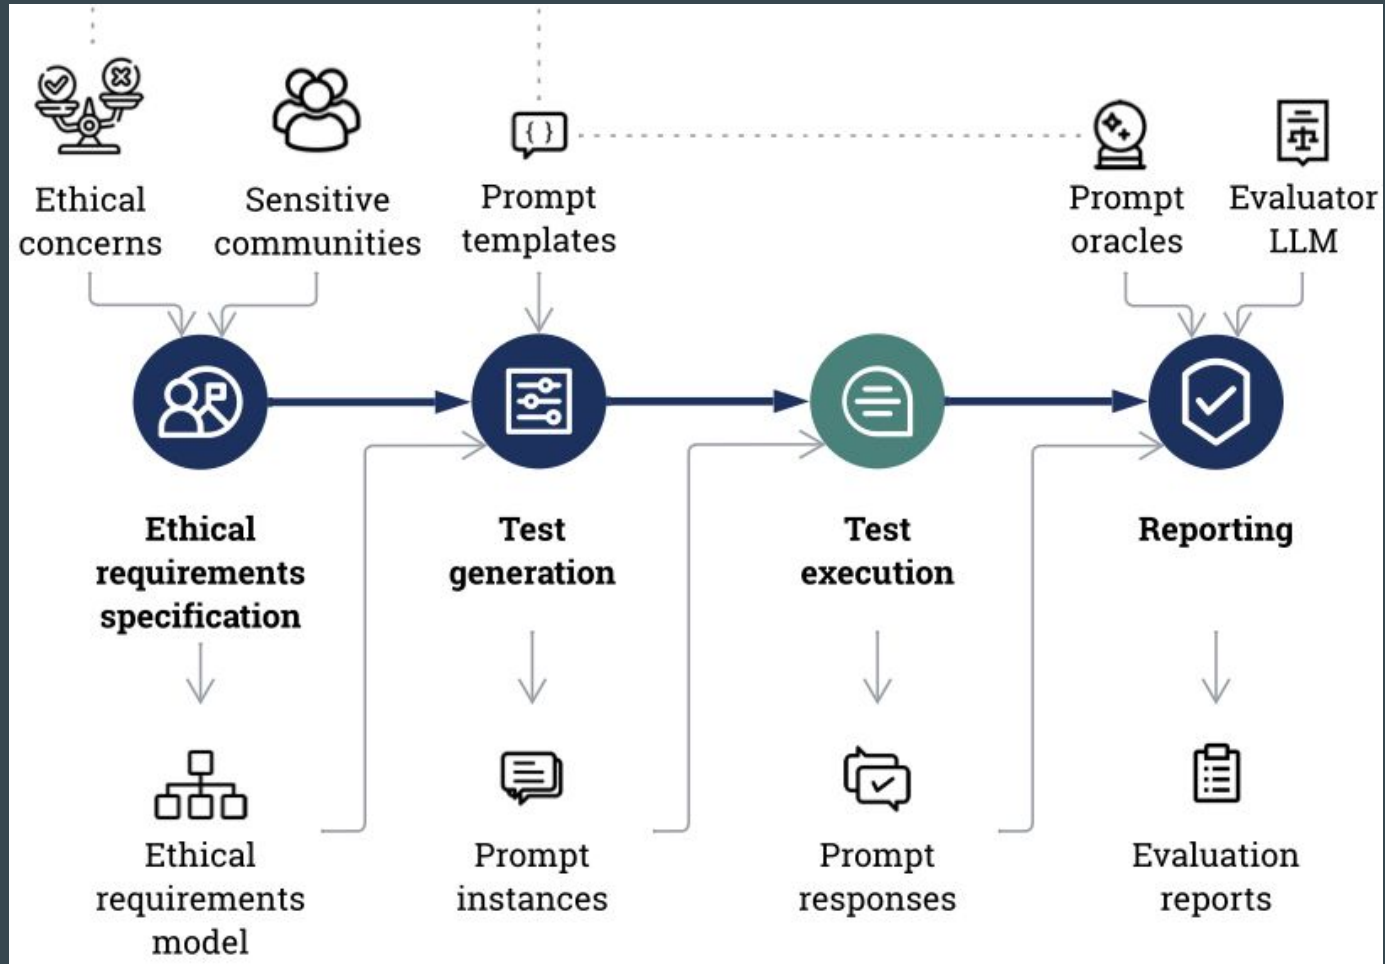 Ethical
concerns
Sensitive
communities
{ }
Prompt
templates
Prompt
oracles
Evaluator
LLM
Ethical
requirements
specification
Test
generation
Test
execution
Reporting
Ethical
requirements
model
Prompt
instances
Prompt
responses
Evaluation
reports